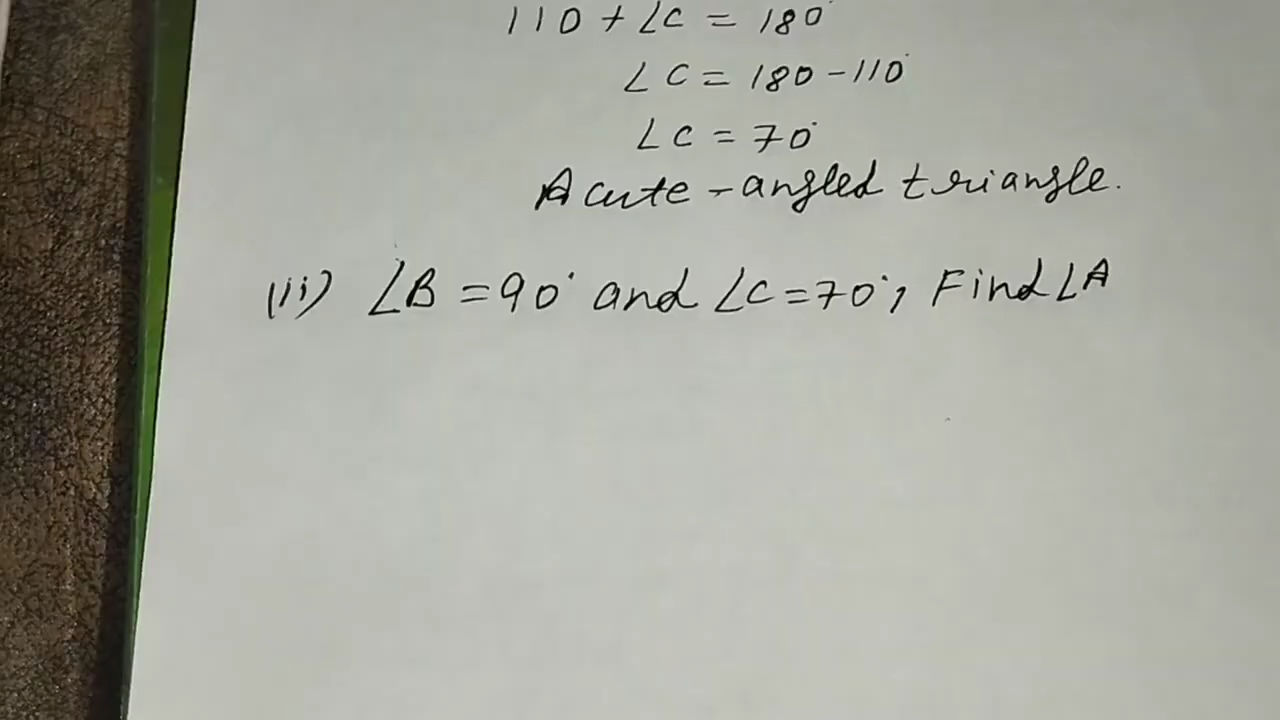 110 + ∠C = 180°
∠C = 180 - 110°
∠C = 70°
Acute - angled triangle.
(ii) ∠B = 90° and ∠C = 70°, Find ∠A